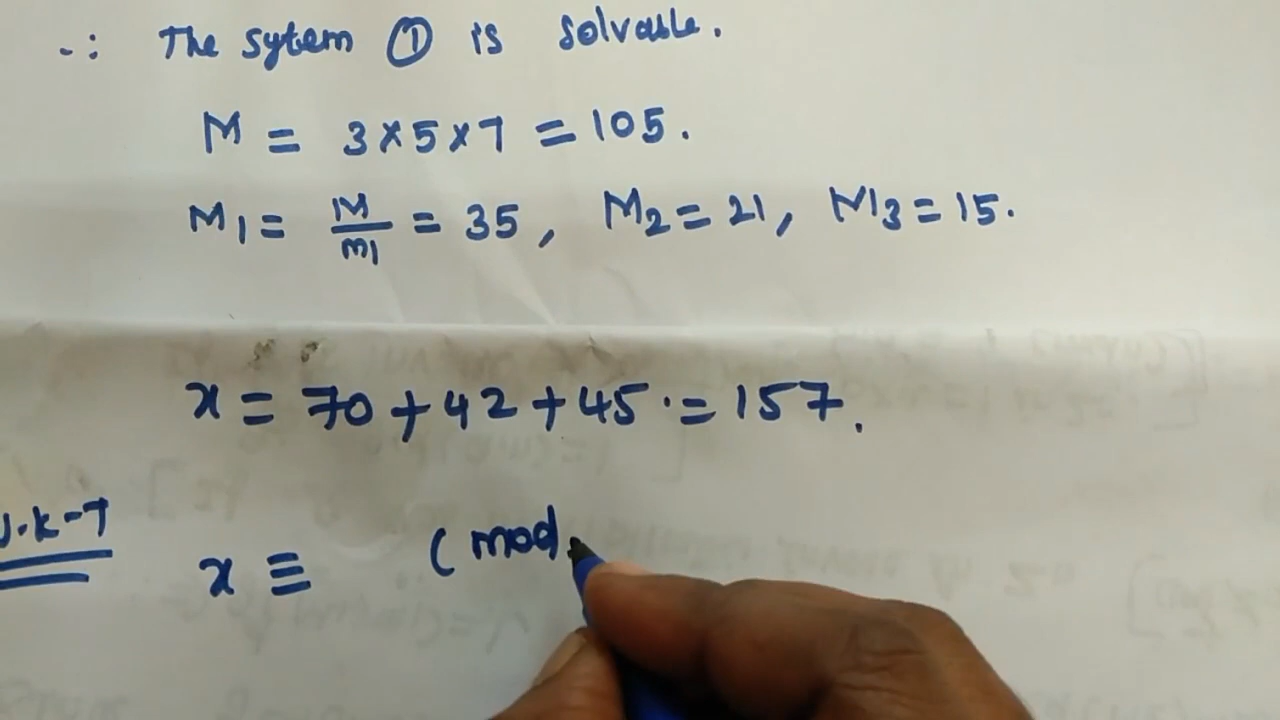 ∴ The sytem ① is solvable.
M = 3×5×7 = 105.
M1 = M/m1 = 35, M2 = 21, M3 = 15.
x = 70 + 42 + 45 . = 157.
.K-T
x ≡ (mod